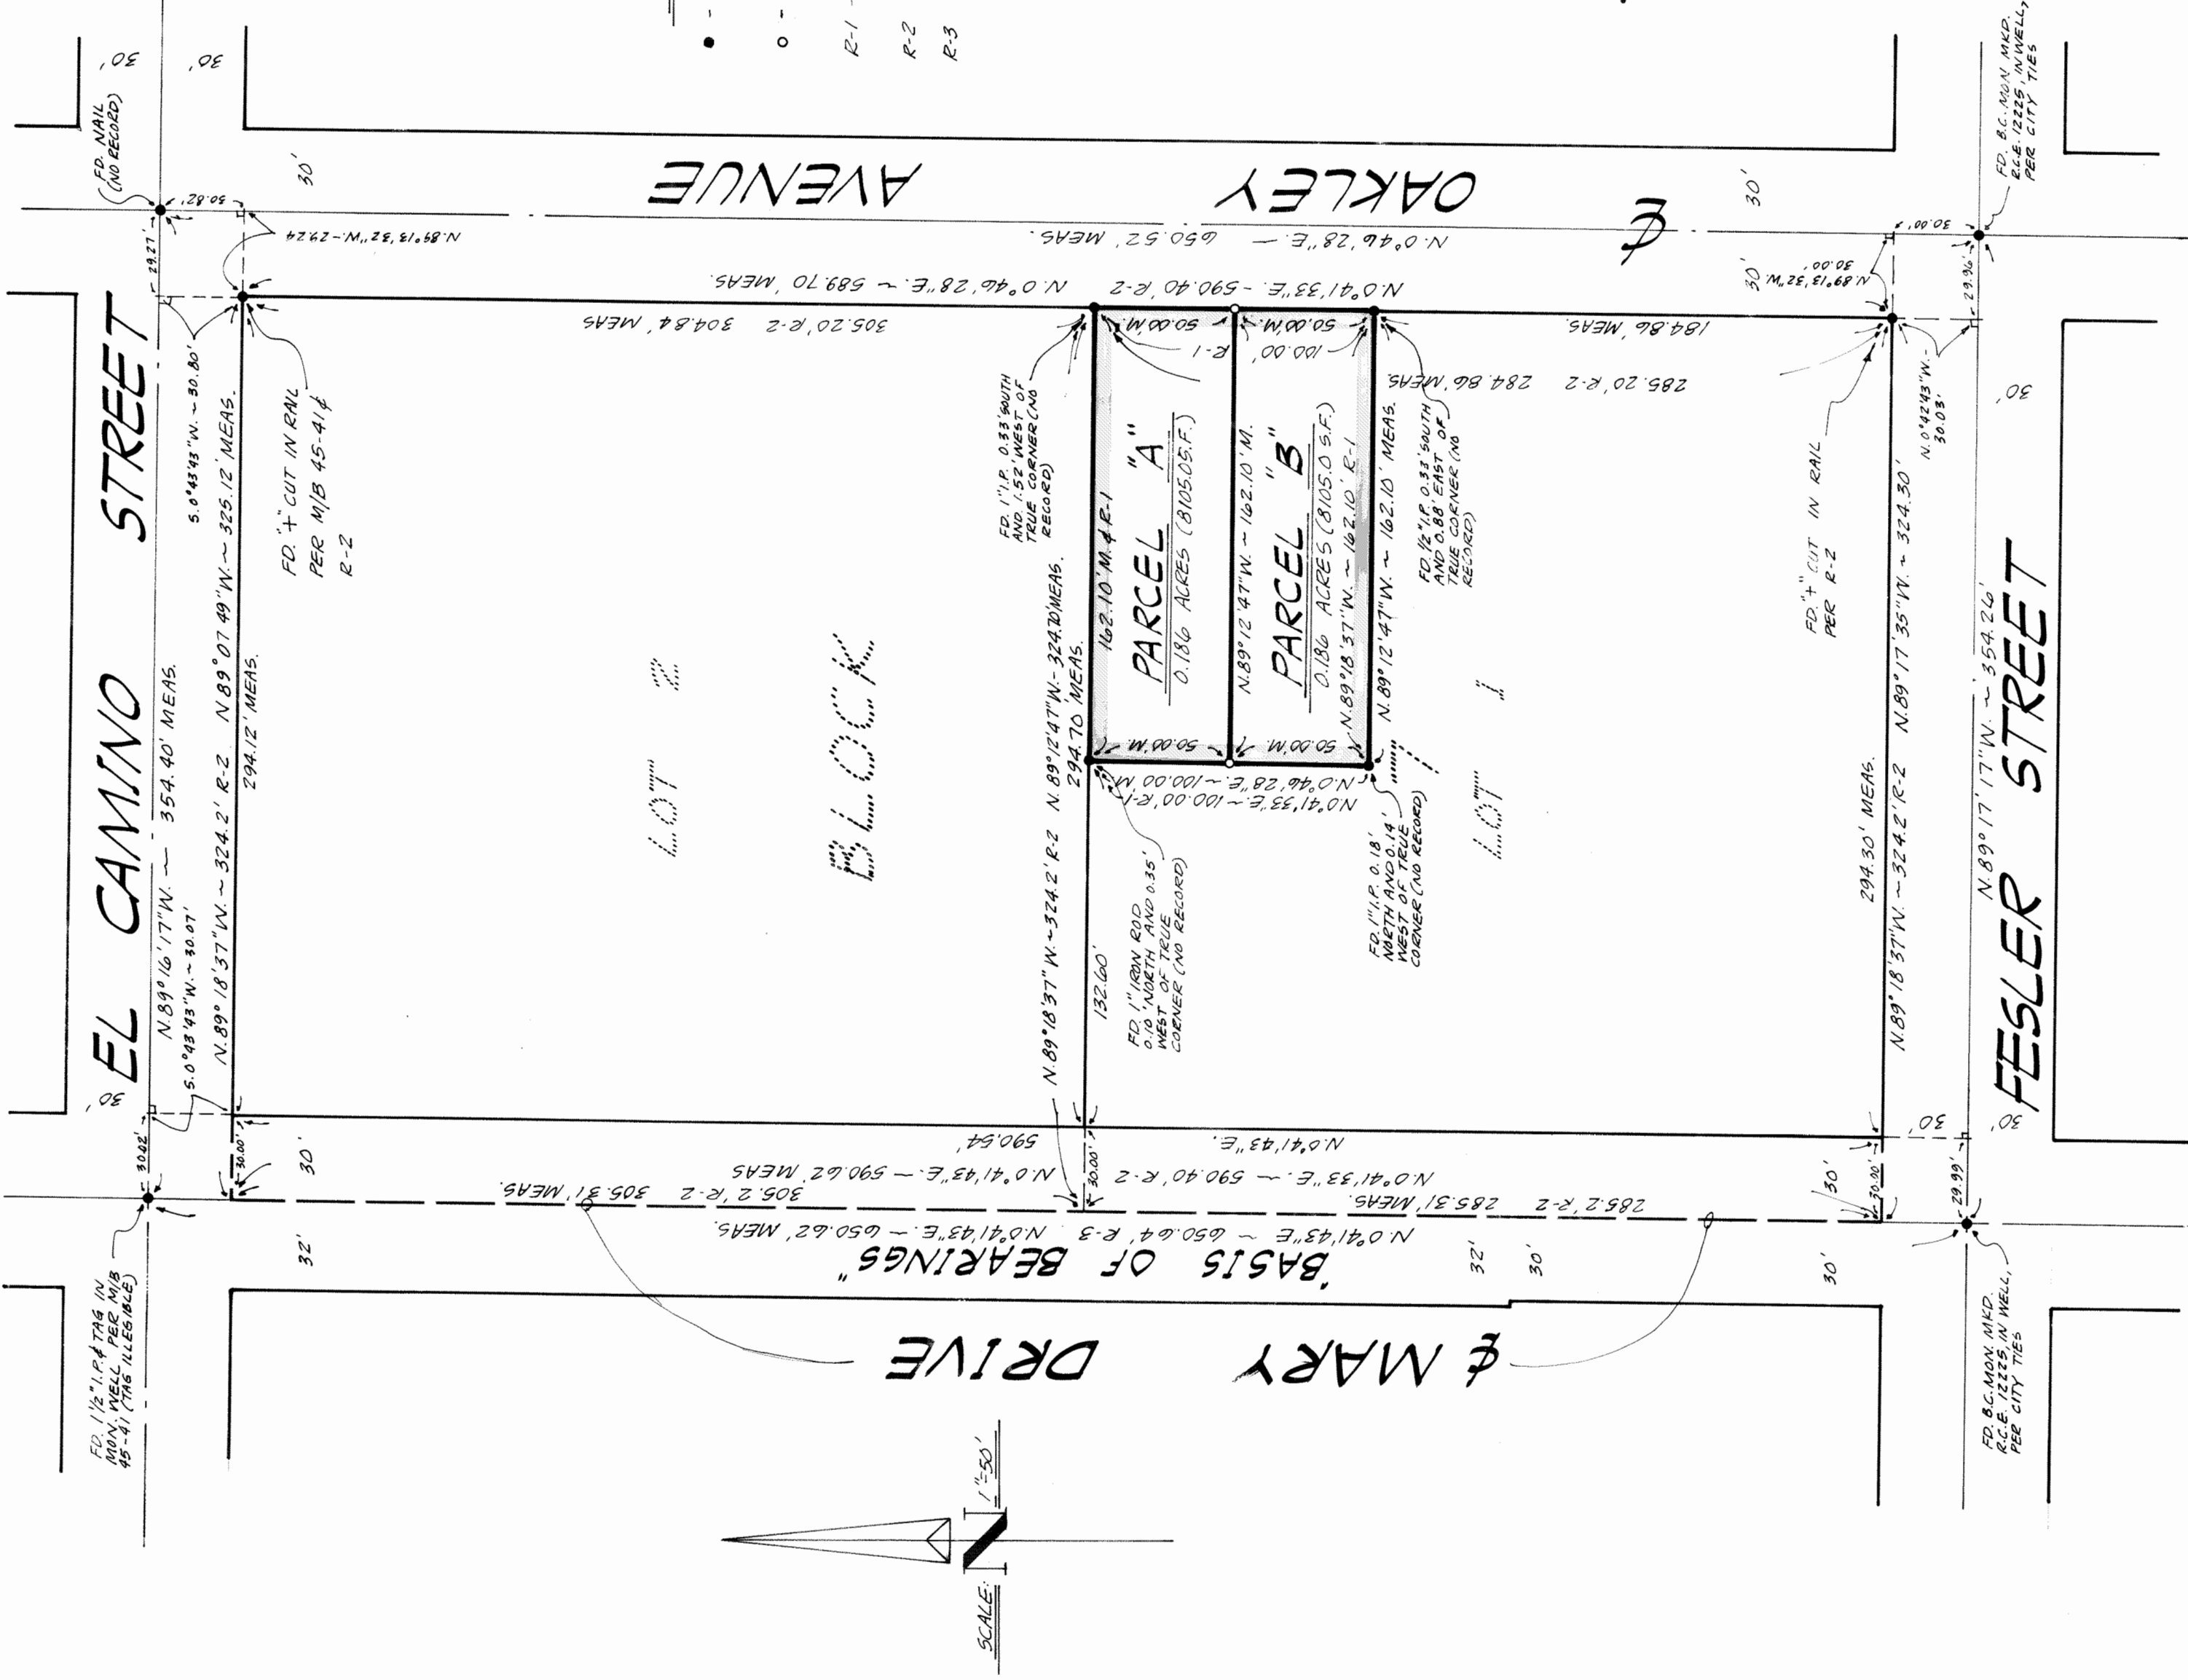 R-1
R-2
R-3
30'
30'
FD. NAIL
(NO RECORD)
30.82'
29.27'
N.89°13'32"W.-29.24
30'
OAKLEY AVENUE
N.0°46'28"E. — 650.52' MEAS.
N.0°41'33"E. - 590.40' R-2 N.0°46'28"E. ~ 589.70' MEAS.
30'
30'
30.00'
N.89°13'32"W.
30.00'
29.96'
FD. B.C. MON. MKD.
R.C.E. 12225, IN WELL,
PER CITY TIES
EL CAMINO STREET
N.89°16'17"W. ~ 354.40' MEAS.
S.0°43'43"W. ~ 30.80'
S.0°43'43"W. ~ 30.07'
N.89°18'37"W. ~ 324.2' R-2 N 89°07'49"W. ~ 325.12' MEAS.
294.12' MEAS.
30'
30.02'
FD. "+" CUT IN RAIL
PER M/B 45-41 &
R-2
305.20' R-2 304.84' MEAS
LOT 2
BLOCK
7
LOT 1
FD. 1" I.P. 0.33' SOUTH
AND 1.52' WEST OF
TRUE CORNER (NO
RECORD)
N.89°18'37"W. ~ 324.2' R-2 N.89°12'47"W.- 324.70' MEAS.
294.70' MEAS.
132.60'
162.10' M. & R-1
PARCEL "A"
0.186 ACRES (8105.0 S.F.)
50.00' M.
50.00' M.
100.00' R-1
N.89°12'47"W. ~ 162.10' M.
PARCEL "B"
0.186 ACRES (8105.0 S.F.)
N.89°18'37"W. ~ 162.10' R-1
N.89°12'47"W. ~ 162.10' MEAS.
50.00' M.
50.00' M.
N.0°46'28"E. ~ 100.00' M.
N.0°41'33"E. ~ 100.00' R-1
FD. 1" IRON ROD
0.10' NORTH AND 0.35'
WEST OF TRUE
CORNER (NO RECORD)
FD. 1" I.P. 0.18'
NORTH AND 0.14'
WEST OF TRUE
CORNER (NO RECORD)
FD. 1/2" I.P. 0.33' SOUTH
AND 0.88' EAST OF
TRUE CORNER (NO
RECORD)
184.86' MEAS.
285.20' R-2 284.86' MEAS.
FD. "+" CUT IN RAIL
PER R-2
294.30' MEAS.
N.89°18'37"W. ~ 324.2' R-2 N.89°17'35"W. ~ 324.30'
N.0°42'43"W.-
30.03'
30'
N.89°17'17"W. ~ 354.26'
FESLER STREET
30'
30'
29.99'
N.0°41'43"E. 590.54'
N.0°41'33"E. ~ 590.40' R-2 N.0°41'43"E. ~ 590.62' MEAS
285.2' R-2 285.31' MEAS. 305.2' R-2 305.31' MEAS.
30.00'
30.00'
30.00'
30'
30'
N.0°41'43"E ~ 650.64' R-3 N.0°41'43"E. ~ 650.62' MEAS.
"BASIS OF BEARINGS"
32'
32'
30'
30'
℄ MARY DRIVE
FD. 1 1/2" I.P. & TAG IN
MON. WELL PER M/B
45-41 (TAG ILLEGIBLE)
FD. B.C. MON. MKD.
R.C.E. 12225, IN WELL,
PER CITY TIES
℄
N
SCALE: 1"=50'